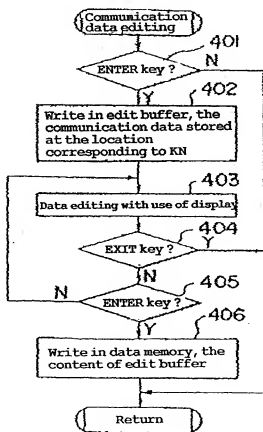 Communication
data editing
401
ENTER key ?
N
Y
402
Write in edit buffer, the
communication data stored
at the location
corresponding to KN
403
Data editing with use of display
404
EXIT key ?
Y
N
405
N
ENTER key ?
Y
406
Write in data memory, the
content of edit buffer
Return